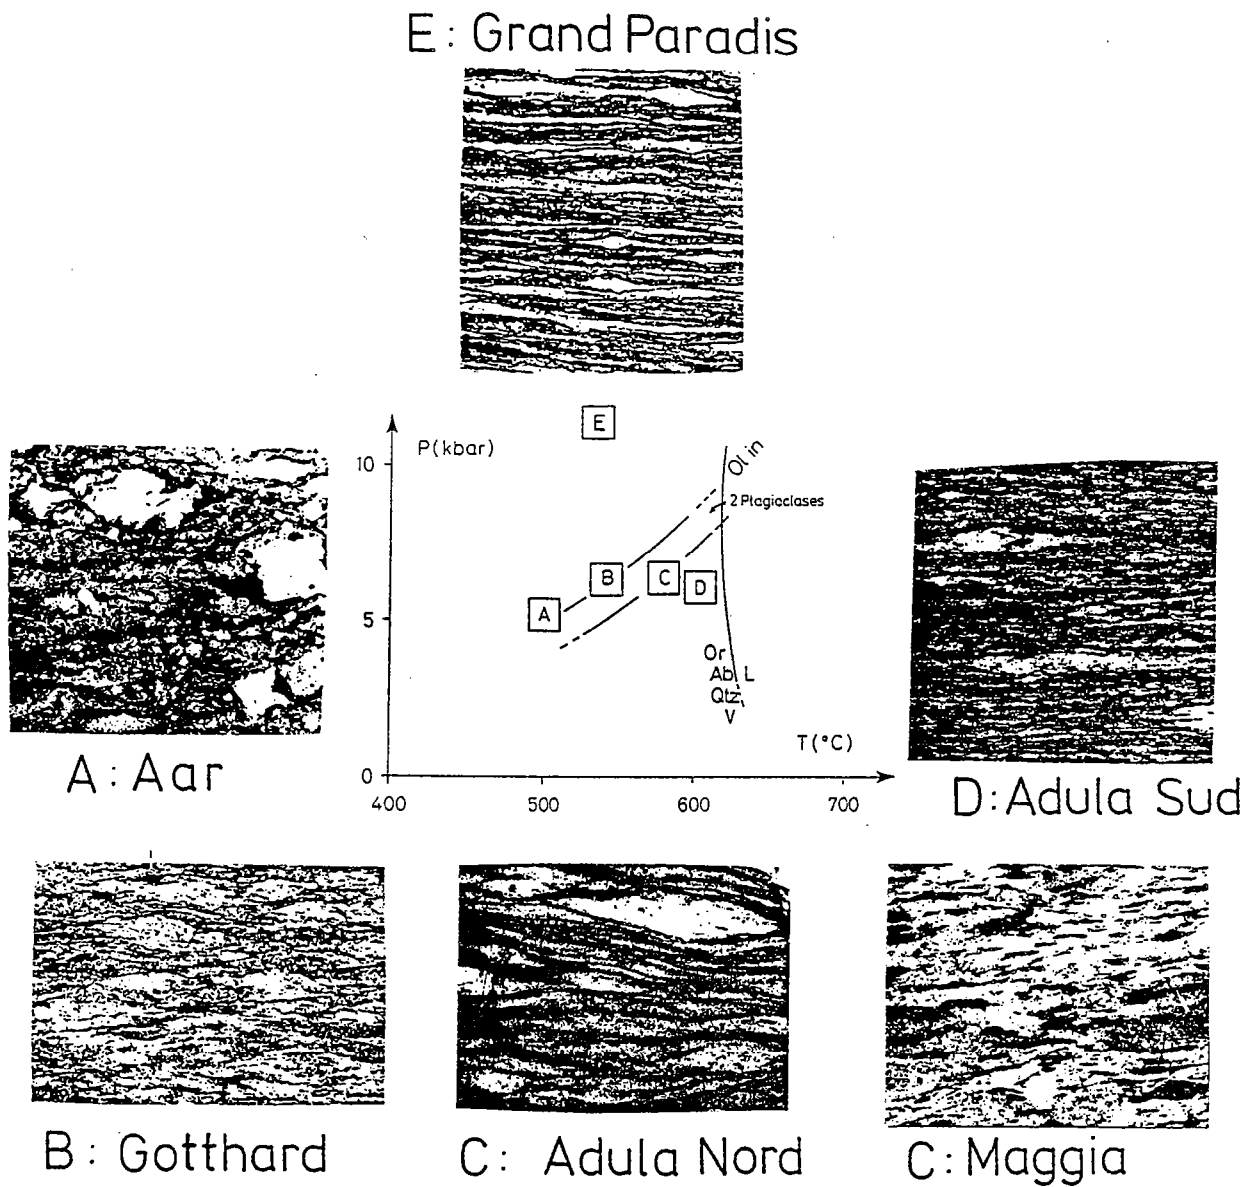 E: Grand Paradis
E
P(kbar)
10
Ol in
2 Plagioclases
B
C
D
A
5
Or
Ab L
Qtz
V
T(°C)
0
400 500 600 700
A: Aar
D: Adula Sud
B: Gotthard
C: Adula Nord
C: Maggia